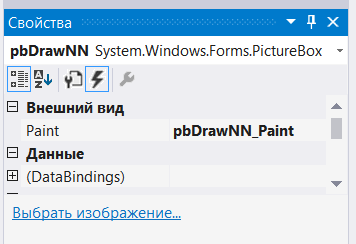 Свойства
pbDrawNN System.Windows.Forms.PictureBox
Внешний вид
Paint pbDrawNN_Paint
Данные
(DataBindings)
Выбрать изображение...